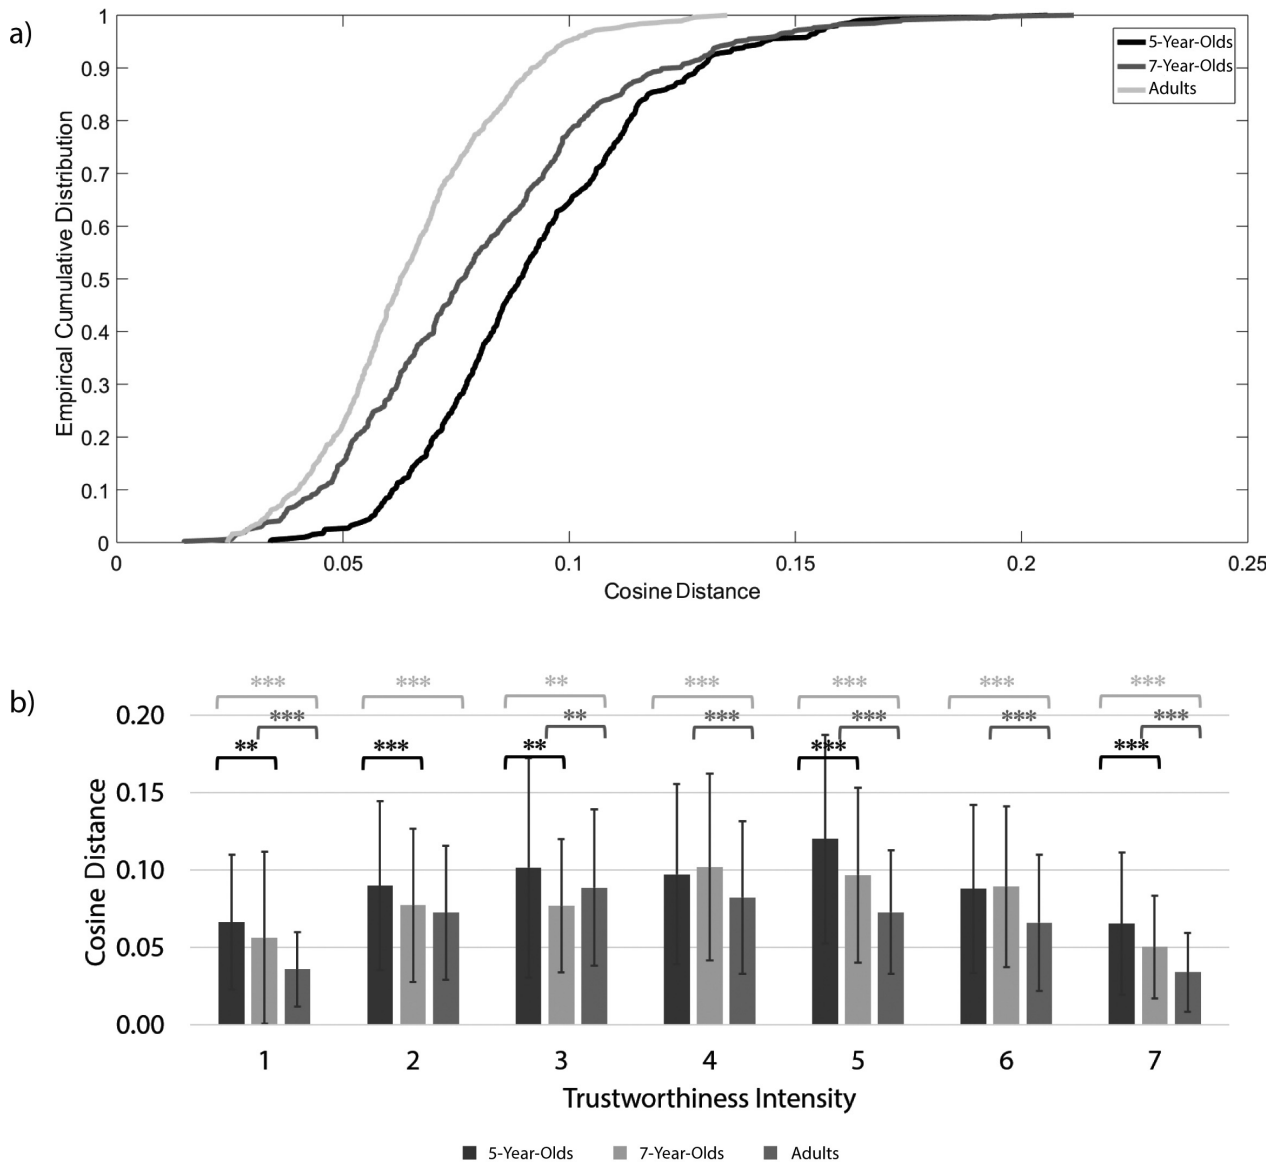 a)
1
0.9
0.8
0.7
0.6
0.5
0.4
0.3
0.2
0.1
0
Empirical Cumulative Distribution
5-Year-Olds
7-Year-Olds
Adults
0 0.05 0.1 0.15 0.2 0.25
Cosine Distance
b)
*** *** ** *** *** *** ***
*** ** *** *** *** ***
** *** ** *** ***
0.20
0.15
0.10
0.05
0.00
Cosine Distance
1 2 3 4 5 6 7
Trustworthiness Intensity
5-Year-Olds 7-Year-Olds Adults